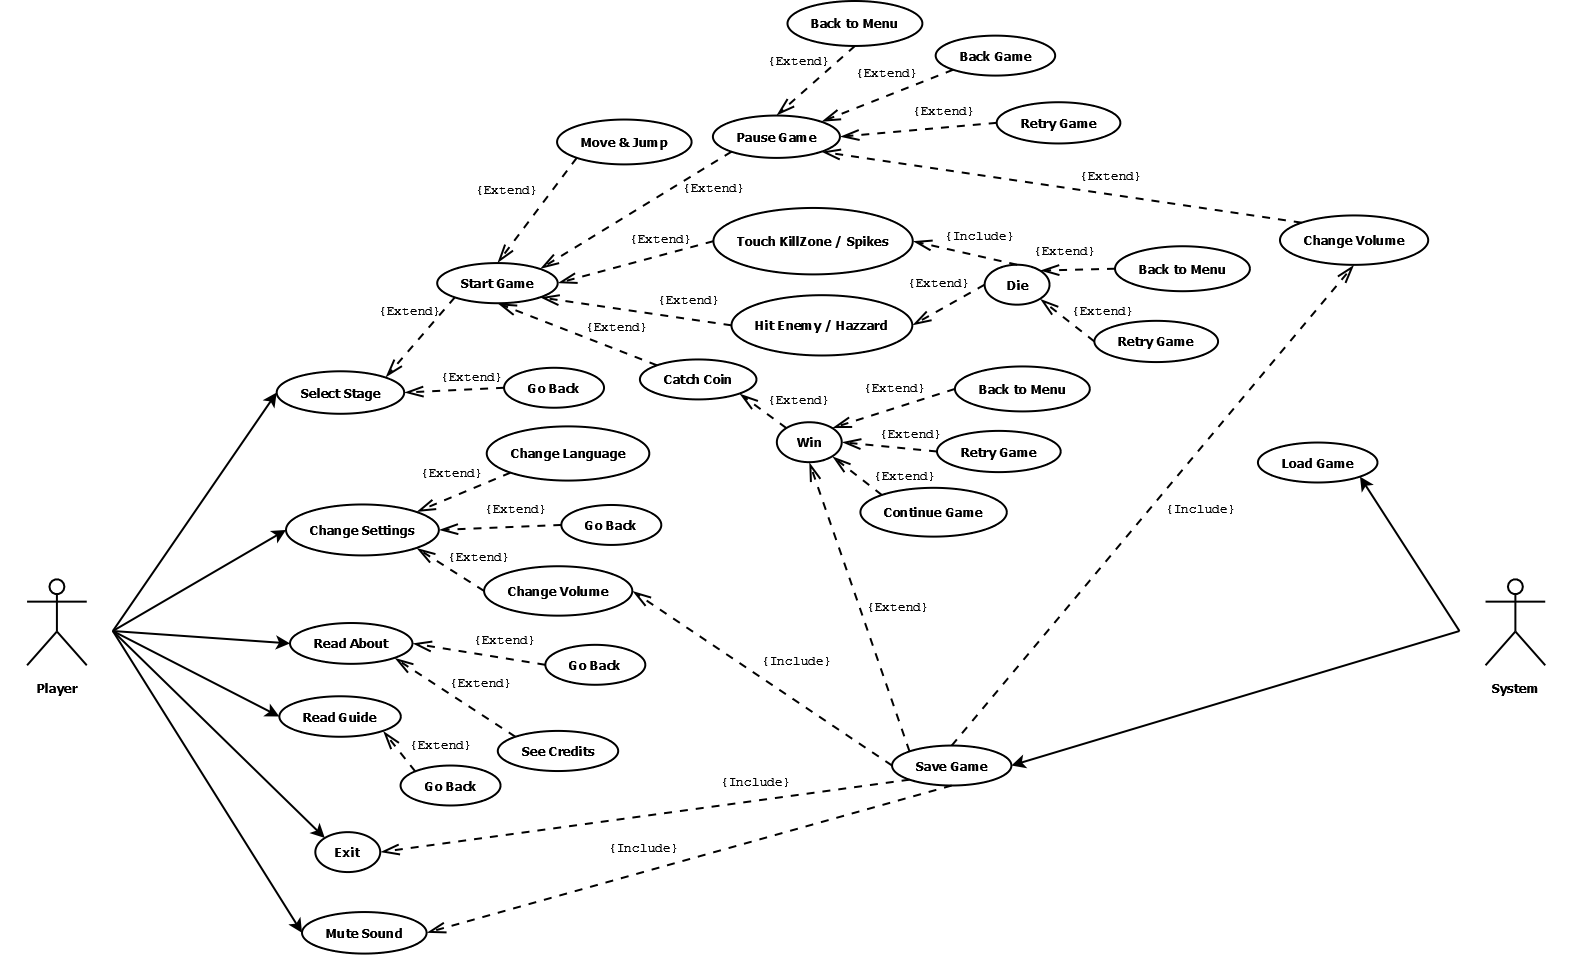 Back to Menu
{Extend}
Back Game
{Extend}
{Extend}
Retry Game
Pause Game
Move & Jump
{Extend}
{Extend}
{Extend}
Touch KillZone / Spikes
{Extend}
{Include}
{Extend}
Change Volume
Back to Menu
Start Game
Die
{Extend}
{Extend}
Hit Enemy / Hazzard
{Extend}
{Extend}
{Extend}
Retry Game
Catch Coin
{Extend}
Select Stage
Go Back
{Extend}
Back to Menu
{Extend}
Win
{Extend}
Retry Game
{Extend}
Continue Game
Load Game
Change Language
{Extend}
{Extend}
Change Settings
Go Back
{Extend}
Change Volume
{Include}
{Extend}
Read About
{Extend}
Go Back
{Include}
{Extend}
Player
System
Read Guide
{Extend}
See Credits
Go Back
Save Game
{Include}
Exit
{Include}
Mute Sound